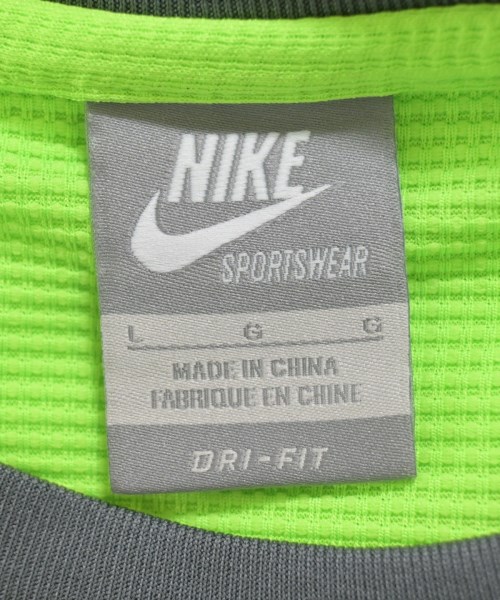 NIKE
SPORTSWEAR
L G G
MADE IN CHINA
FABRIQUE EN CHINE
DRI-FIT